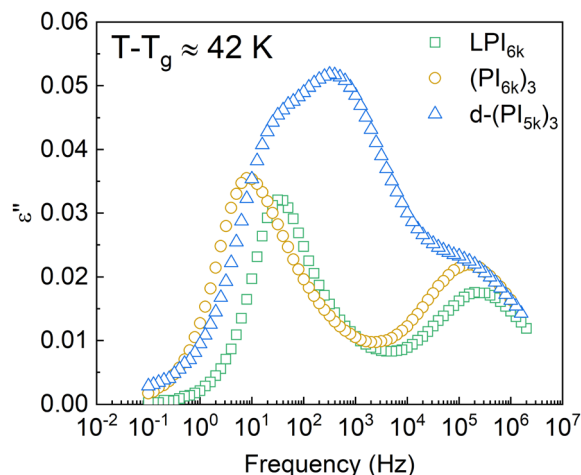 T-Tg ≈ 42 K
LPI6k
(PI6k)3
d-(PI5k)3
0.06
0.05
0.04
0.03
0.02
0.01
0.00
ε"
10-2 10-1 100 101 102 103 104 105 106 107
Frequency (Hz)